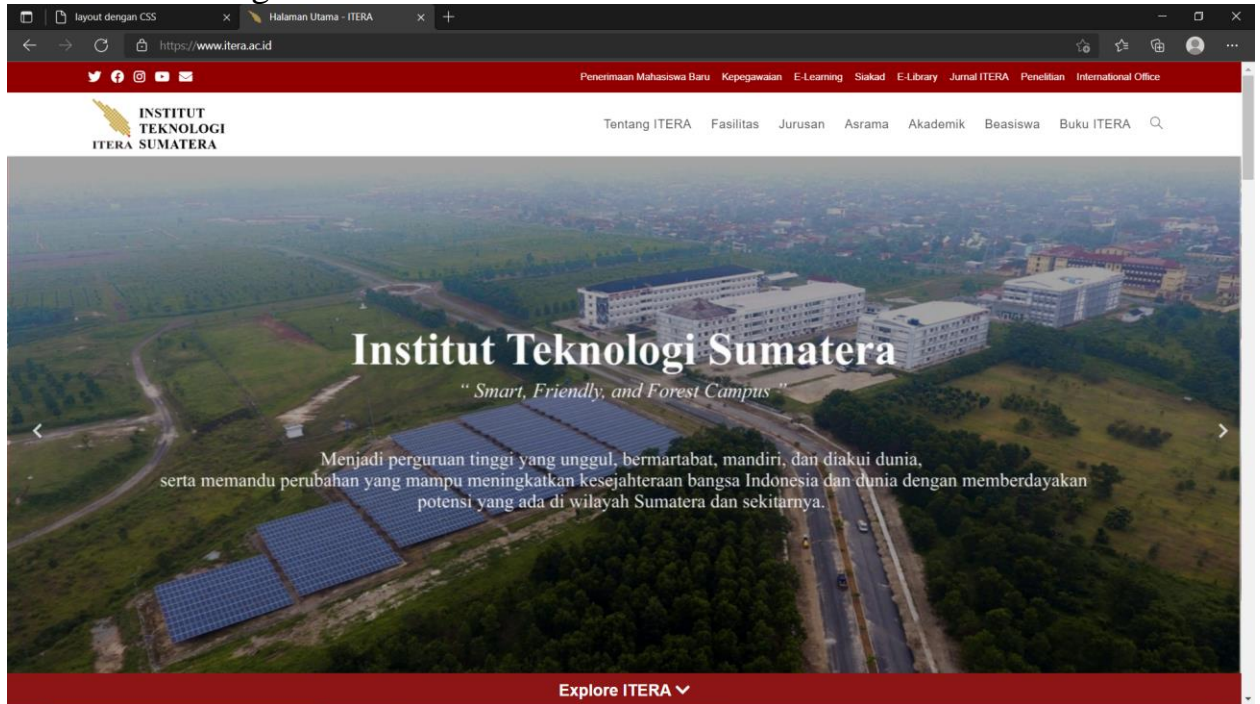 layout dengan CSS
Halaman Utama - ITERA
https://www.itera.ac.id
Penerimaan Mahasiswa Baru Kepegawaian E-Learning Siakad E-Library Jurnal ITERA Penelitian International Office
INSTITUT
TEKNOLOGI
ITERA SUMATERA
Tentang ITERA Fasilitas Jurusan Asrama Akademik Beasiswa Buku ITERA
Institut Teknologi Sumatera
“ Smart, Friendly, and Forest Campus ”
Menjadi perguruan tinggi yang unggul, bermartabat, mandiri, dan diakui dunia,
serta memandu perubahan yang mampu meningkatkan kesejahteraan bangsa Indonesia dan dunia dengan memberdayakan
potensi yang ada di wilayah Sumatera dan sekitarnya.
Explore ITERA